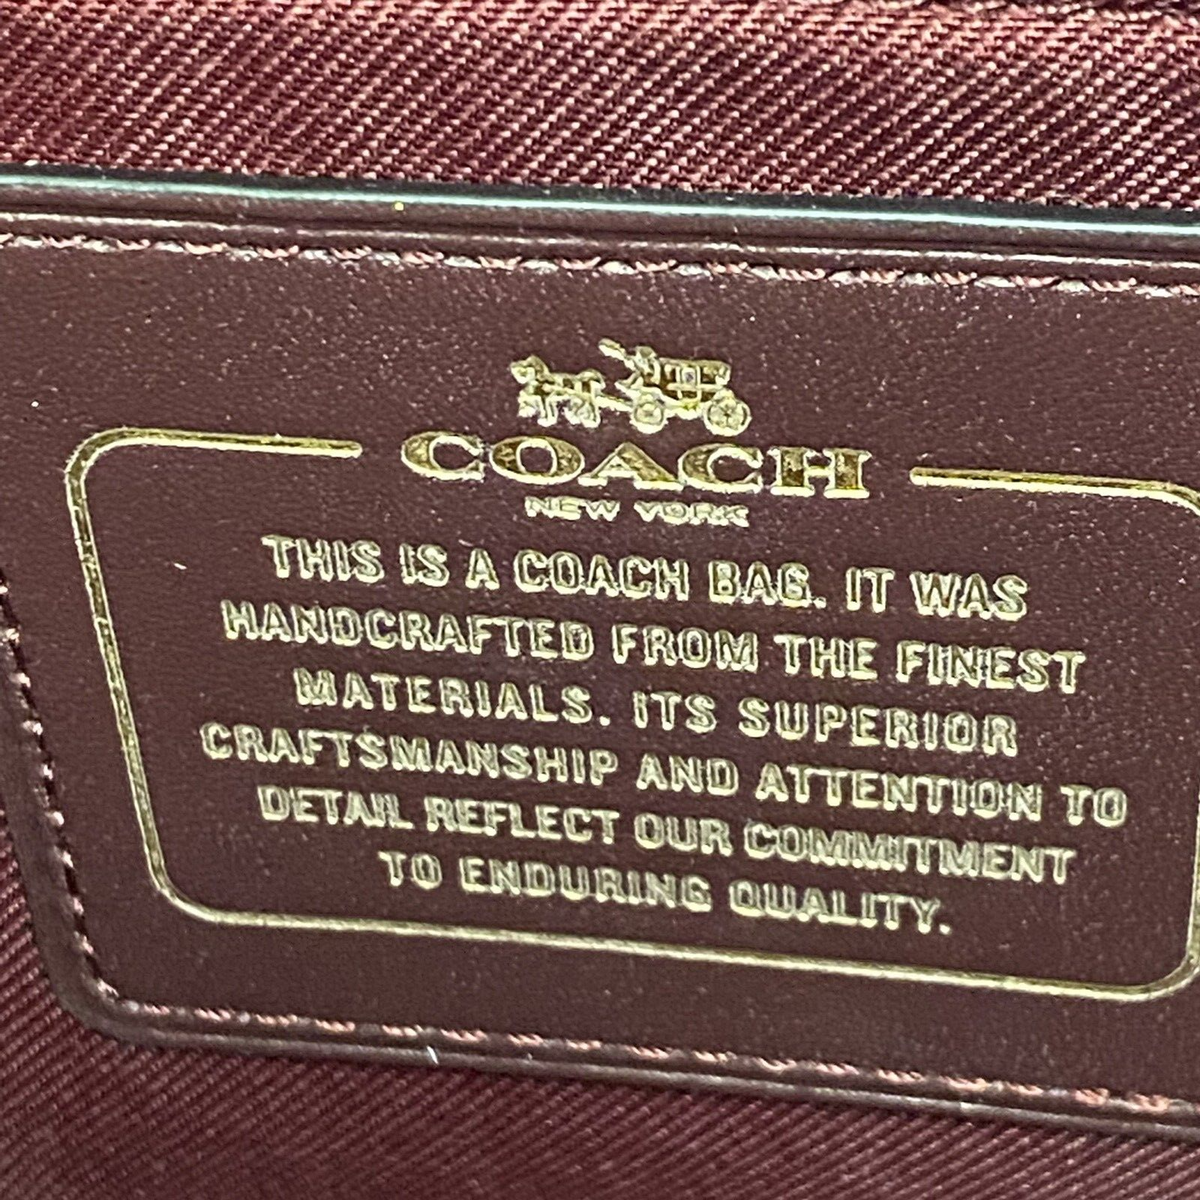 COACH
NEW YORK
THIS IS A COACH BAG. IT WAS
HANDCRAFTED FROM THE FINEST
MATERIALS. ITS SUPERIOR
CRAFTSMANSHIP AND ATTENTION TO
DETAIL REFLECT OUR COMMITMENT
TO ENDURING QUALITY.